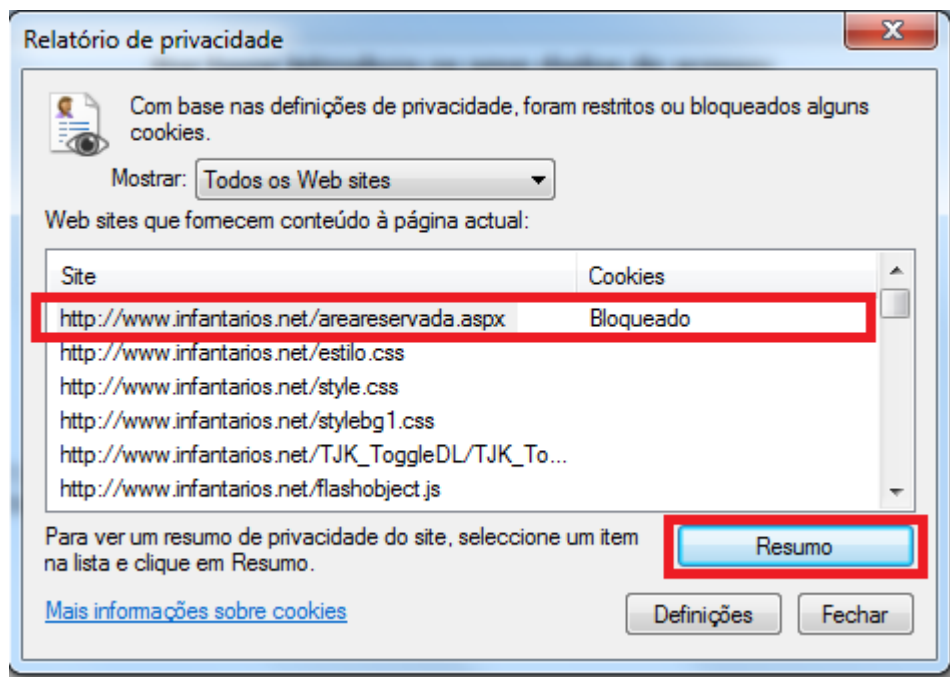 Relatório de privacidade
Com base nas definições de privacidade, foram restritos ou bloqueados alguns
cookies.
Mostrar: Todos os Web sites
Web sites que fornecem conteúdo à página actual:
Site Cookies
http://www.infantarios.net/areareservada.aspx Bloqueado
http://www.infantarios.net/estilo.css
http://www.infantarios.net/style.css
http://www.infantarios.net/stylebg1.css
http://www.infantarios.net/TJK_ToggleDL/TJK_To...
http://www.infantarios.net/flashobject.js
Para ver um resumo de privacidade do site, seleccione um item
na lista e clique em Resumo.
Resumo
Mais informações sobre cookies
Definições Fechar